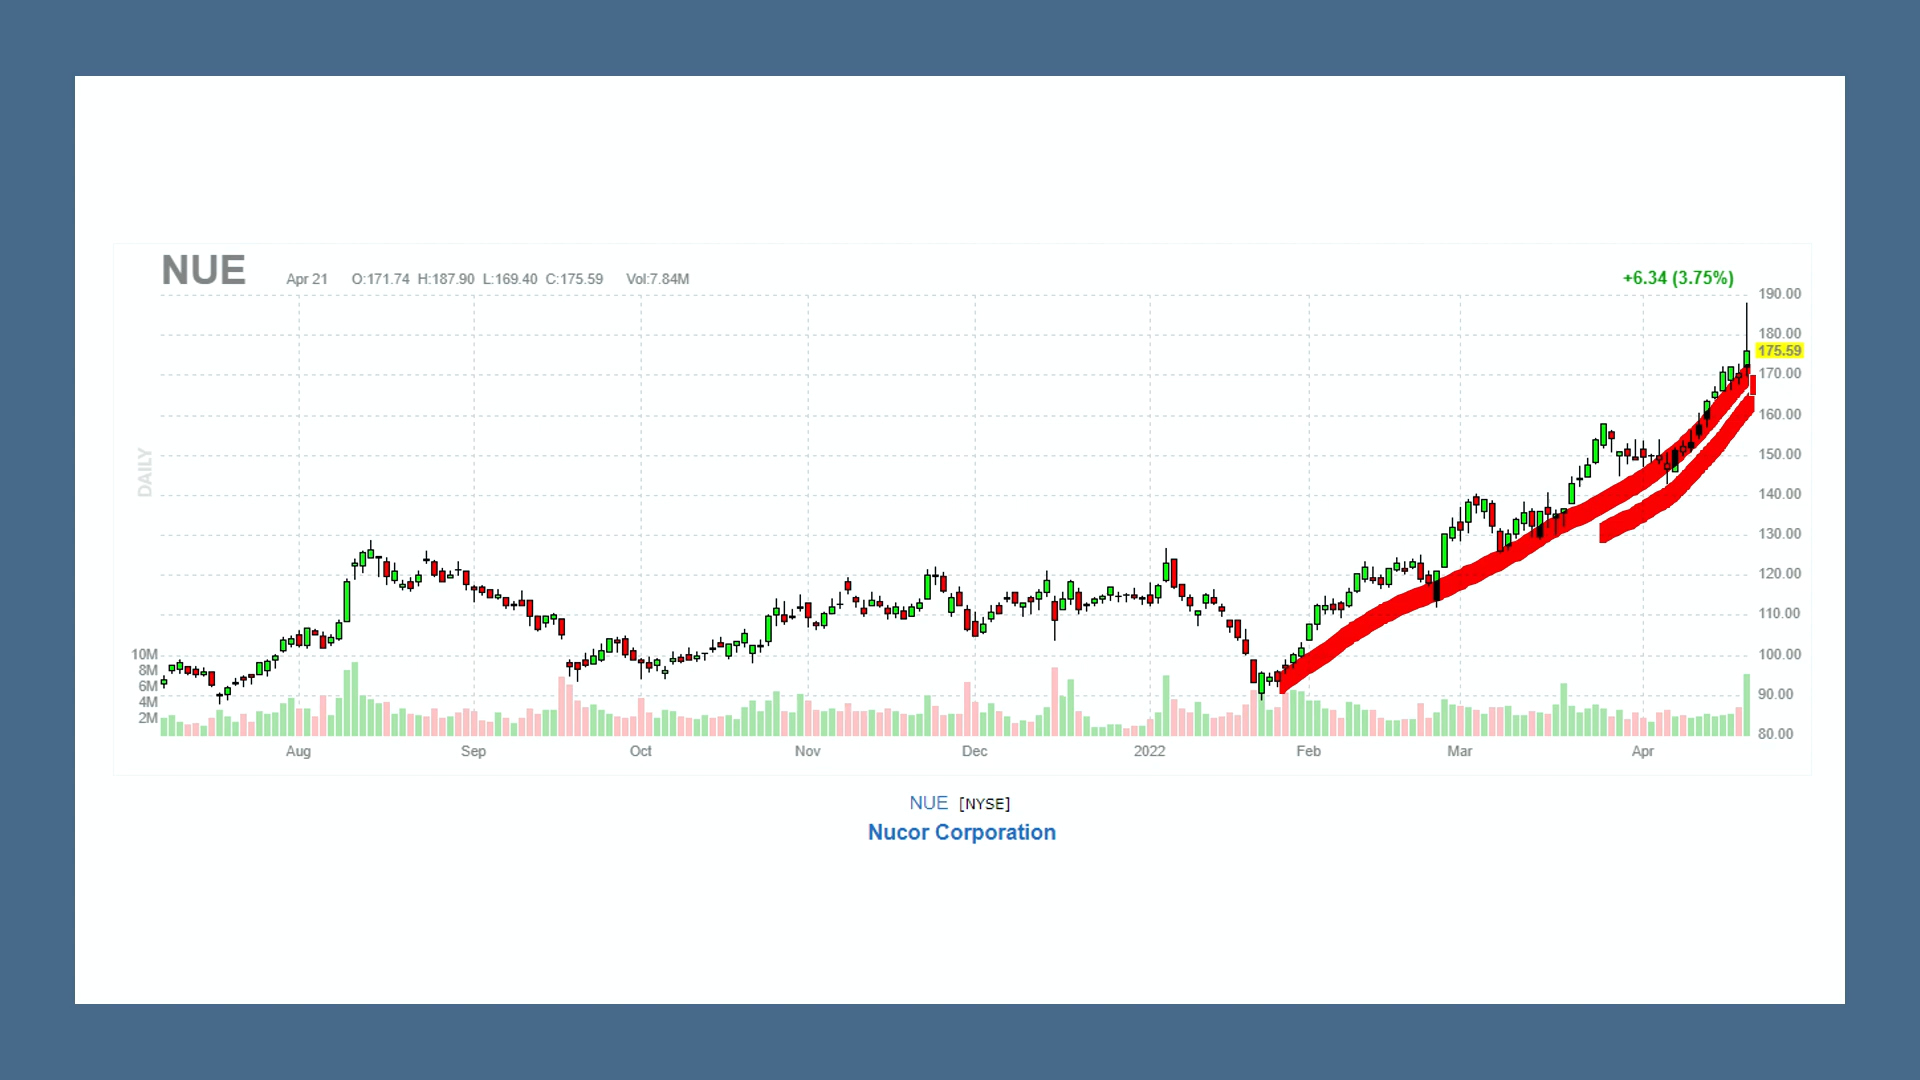 NUE Apr 21 O:171.74 H:187.90 L:169.40 C:175.59 Vol:7.84M +6.34 (3.75%)
190.00
180.00
175.59
170.00
160.00
150.00
DAILY
140.00
130.00
120.00
110.00
10M 100.00
8M
6M 90.00
4M
2M
80.00
Aug Sep Oct Nov Dec 2022 Feb Mar Apr
NUE [NYSE]
Nucor Corporation